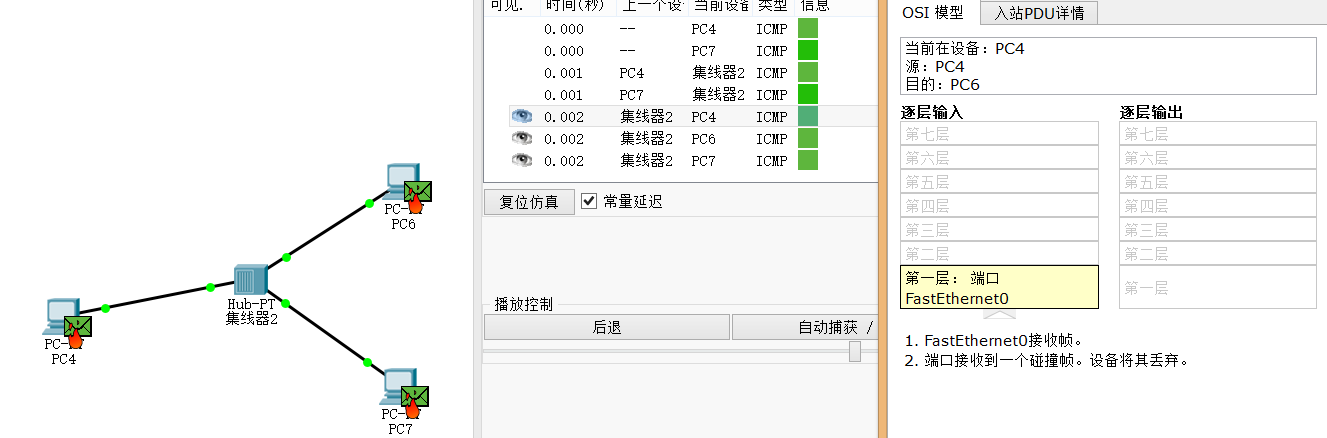 PC-PT
PC6
Hub-PT
集线器2
PC4
PC7
可见. 时间(秒) 上一个设 当前设备 类型 信息
0.000 -- PC4 ICMP
0.000 -- PC7 ICMP
0.001 PC4 集线器2 ICMP
0.001 PC7 集线器2 ICMP
0.002 集线器2 PC4 ICMP
0.002 集线器2 PC6 ICMP
0.002 集线器2 PC7 ICMP
复位仿真 常量延迟
播放控制
后退 自动捕获 /
OSI 模型 入站PDU详情
当前在设备：PC4
源：PC4
目的：PC6
逐层输入 逐层输出
第七层 第七层
第六层 第六层
第五层 第五层
第四层 第四层
第三层 第三层
第二层 第二层
第一层： 端口
FastEthernet0
第一层
1. FastEthernet0接收帧。
2. 端口接收到一个碰撞帧。设备将其丢弃。